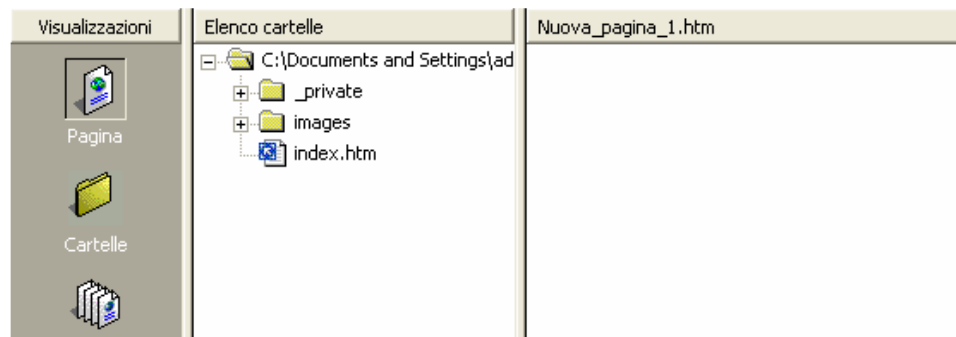 Visualizzazioni
Pagina
Cartelle
Elenco cartelle
C:\Documents and Settings\ad
_private
images
index.htm
Nuova_pagina_1.htm